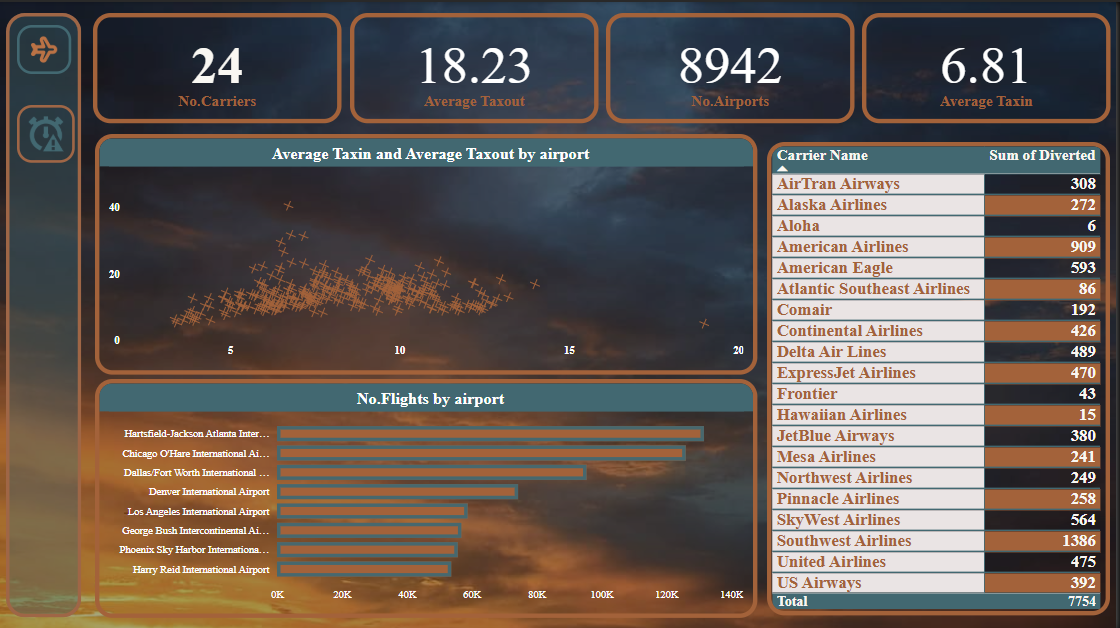 24
No.Carriers
18.23
Average Taxout
8942
No.Airports
6.81
Average Taxin
Average Taxin and Average Taxout by airport
40
20
0
5
10
15
20
No.Flights by airport
Hartsfield-Jackson Atlanta Inter…
Chicago O'Hare International Ai…
Dallas/Fort Worth International …
Denver International Airport
Los Angeles International Airport
George Bush Intercontinental Ai…
Phoenix Sky Harbor Internationa…
Harry Reid International Airport
0K 20K 40K 60K 80K 100K 120K 140K
Carrier Name Sum of Diverted
AirTran Airways 308
Alaska Airlines 272
Aloha 6
American Airlines 909
American Eagle 593
Atlantic Southeast Airlines 86
Comair 192
Continental Airlines 426
Delta Air Lines 489
ExpressJet Airlines 470
Frontier 43
Hawaiian Airlines 15
JetBlue Airways 380
Mesa Airlines 241
Northwest Airlines 249
Pinnacle Airlines 258
SkyWest Airlines 564
Southwest Airlines 1386
United Airlines 475
US Airways 392
Total 7754